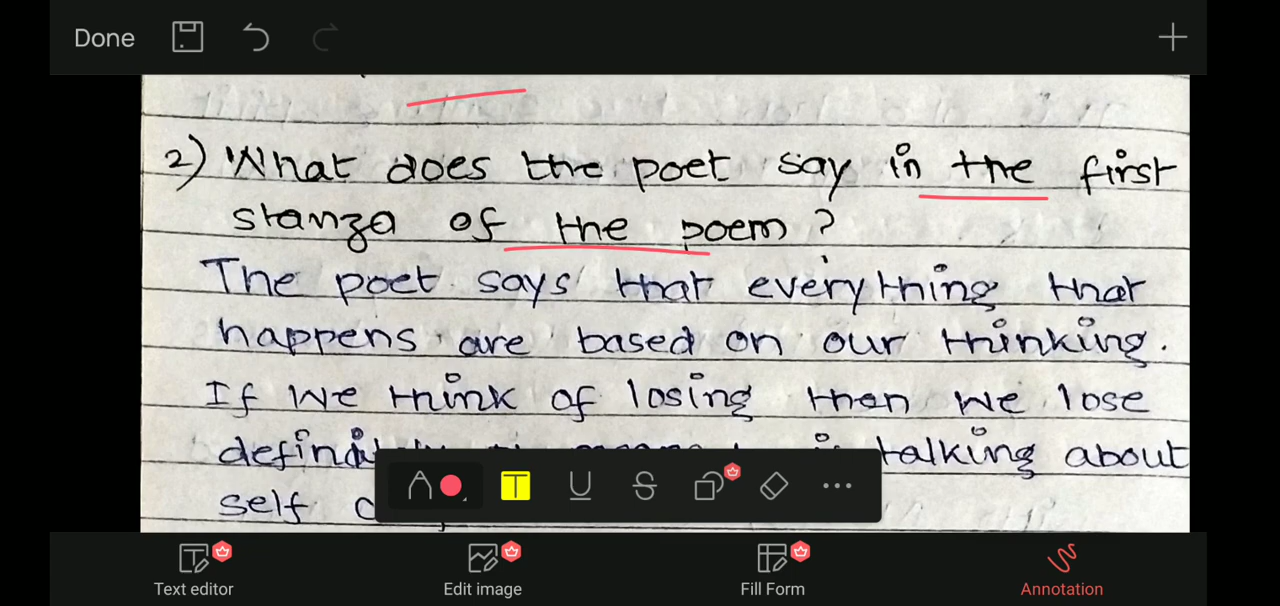 Done
2) What does the poet say in the first
stanza of the poem?
The poet says that everything that
happens are based on our thinking.
If we think of losing then we lose
talking about
self
Text editor
Edit image
Fill Form
Annotation